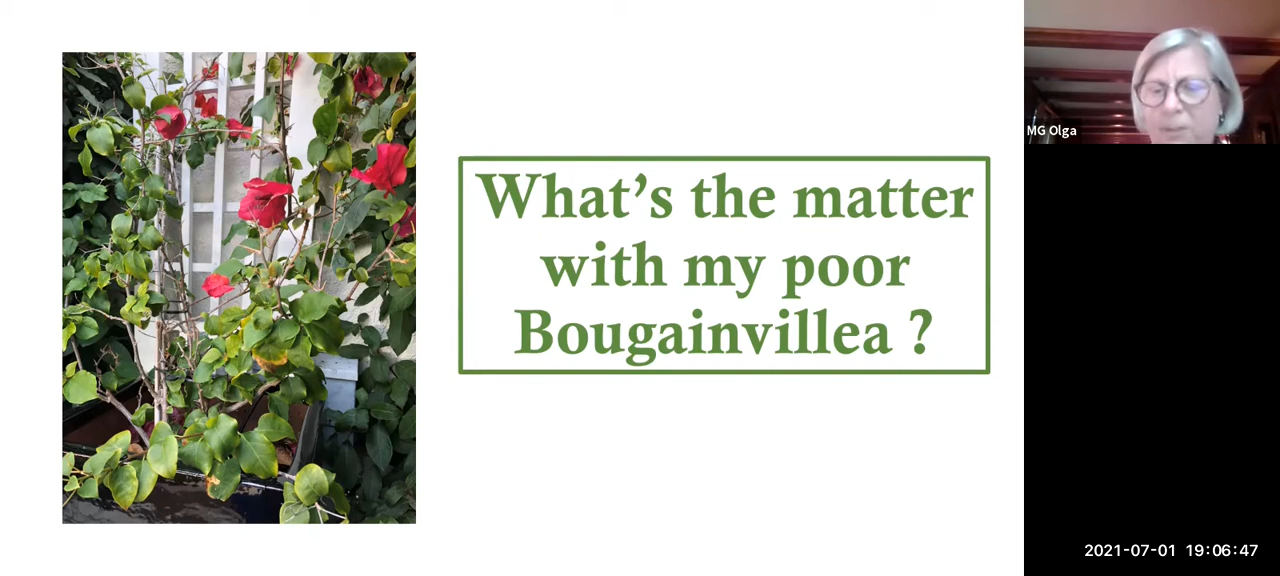 What’s the matter
with my poor
Bougainvillea ?
MG Olga
2021-07-01 19:06:47